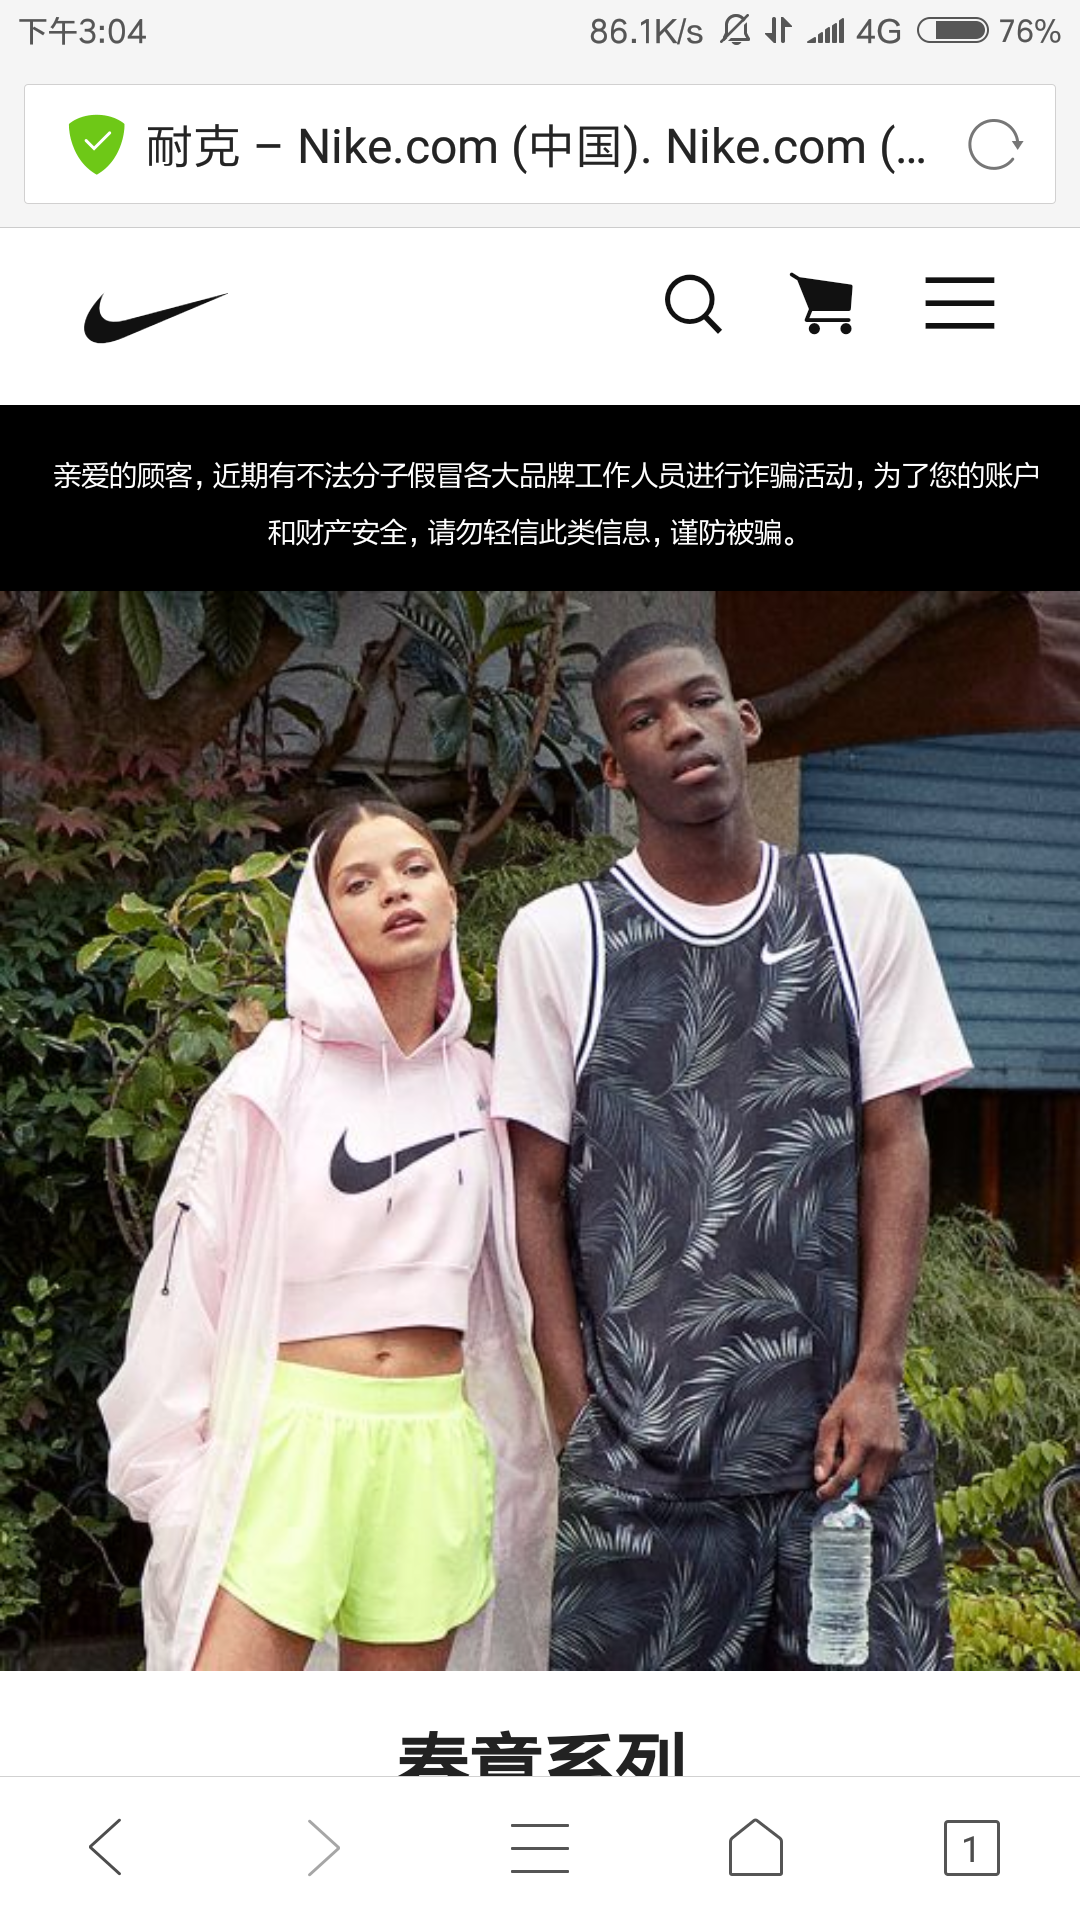 下午3:04 86.1K/s 4G 76%
耐克 – Nike.com (中国). Nike.com (...
亲爱的顾客，近期有不法分子假冒各大品牌工作人员进行诈骗活动，为了您的账户
和财产安全，请勿轻信此类信息，谨防被骗。
系列
1